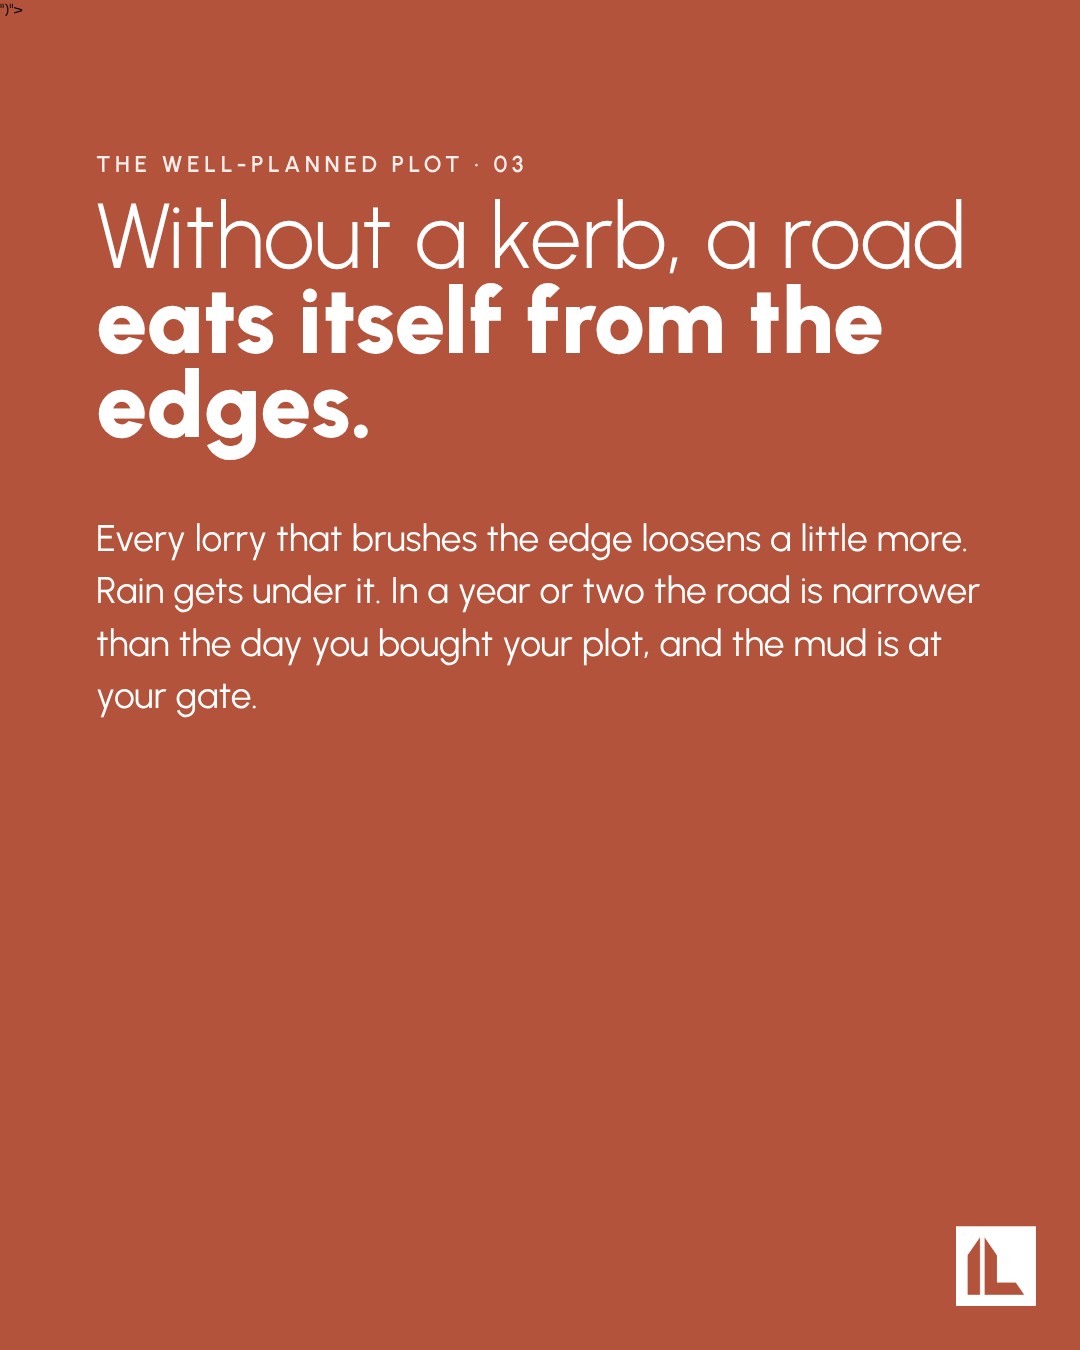 ")">
THE WELL-PLANNED PLOT · 03
Without a kerb, a road
eats itself from the
edges.
Every lorry that brushes the edge loosens a little more.
Rain gets under it. In a year or two the road is narrower
than the day you bought your plot, and the mud is at
your gate.
IL